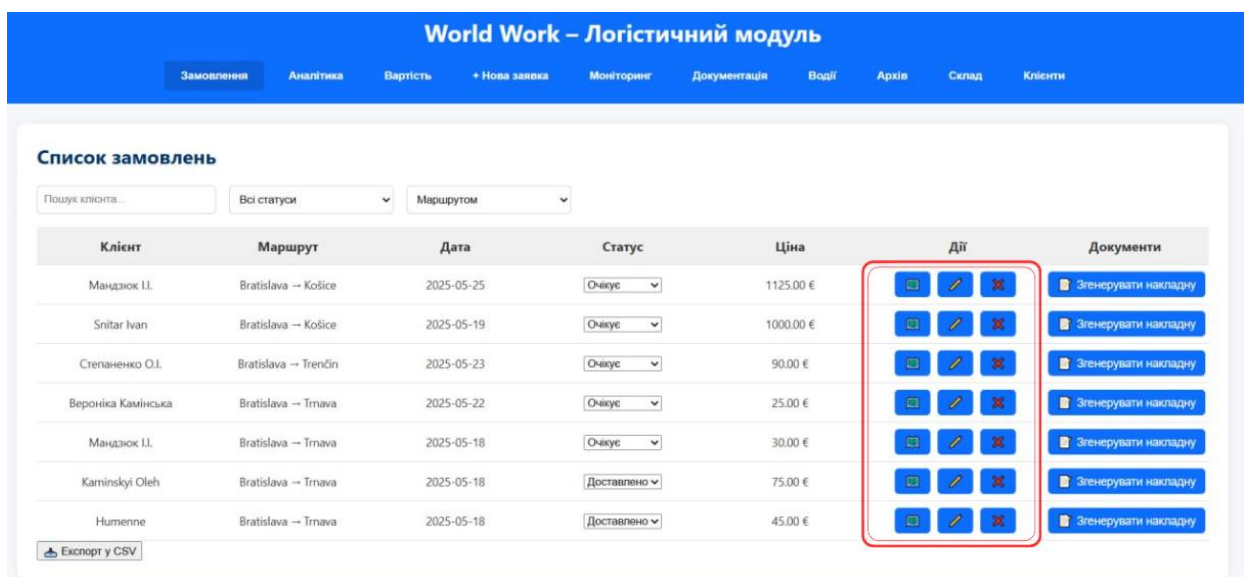 World Work – Логістичний модуль
Замовлення Аналітика Вартість + Нова заявка Моніторинг Документація Водії Архів Склад Клієнти
Список замовлень
Пошук клієнта... Всі статуси Маршрутом
Клієнт Маршрут Дата Статус Ціна Дії Документи
Мандзюк І.І. Bratislava → Košice 2025-05-25 Очікує 1125.00 € Згенерувати накладну
Snitar Ivan Bratislava → Košice 2025-05-19 Очікує 1000.00 € Згенерувати накладну
Степаненко О.І. Bratislava → Trenčín 2025-05-23 Очікує 90.00 € Згенерувати накладну
Вероніка Камінська Bratislava → Trnava 2025-05-22 Очікує 25.00 € Згенерувати накладну
Мандзюк І.І. Bratislava → Trnava 2025-05-18 Очікує 30.00 € Згенерувати накладну
Kaminskyi Oleh Bratislava → Trnava 2025-05-18 Доставлено 75.00 € Згенерувати накладну
Humenne Bratislava → Trnava 2025-05-18 Доставлено 45.00 € Згенерувати накладну
Експорт у CSV